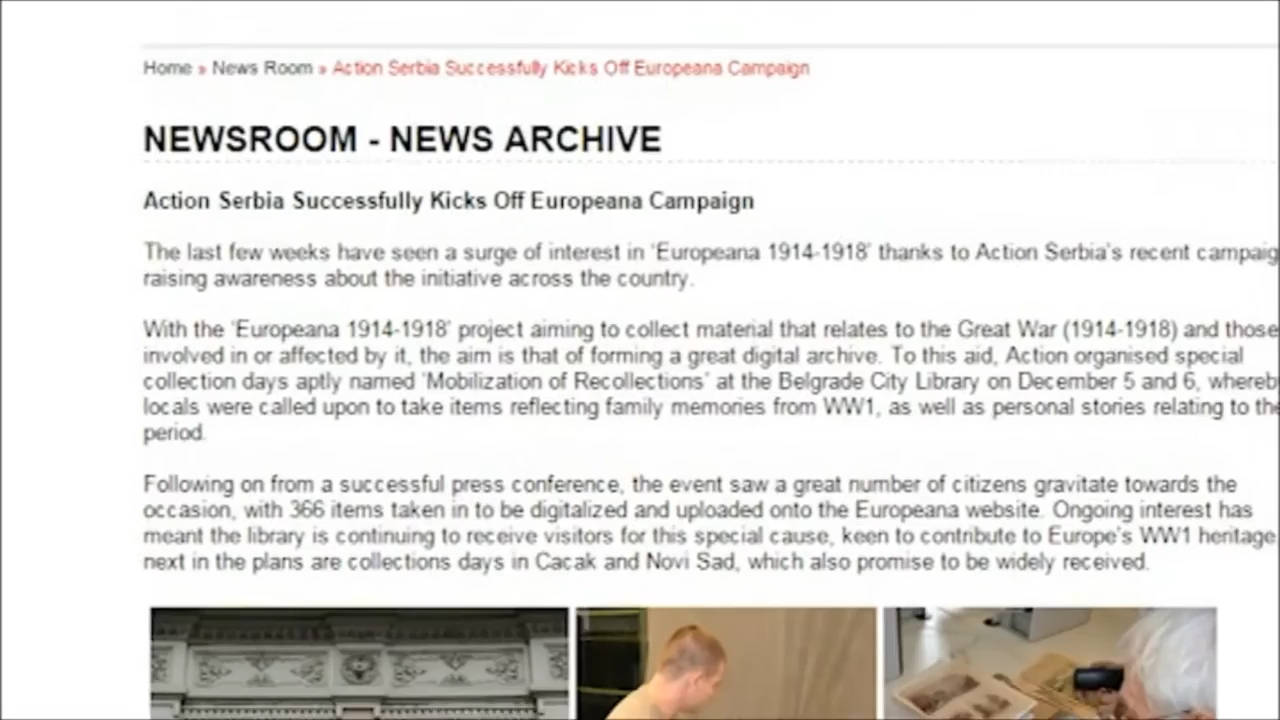 Home » News Room » Action Serbia Successfully Kicks Off Europeana Campaign
NEWSROOM - NEWS ARCHIVE
Action Serbia Successfully Kicks Off Europeana Campaign
The last few weeks have seen a surge of interest in 'Europeana 1914-1918' thanks to Action Serbia's recent campaig
raising awareness about the initiative across the country.
With the 'Europeana 1914-1918' project aiming to collect material that relates to the Great War (1914-1918) and those
involved in or affected by it, the aim is that of forming a great digital archive. To this aid, Action organised special
collection days aptly named 'Mobilization of Recollections' at the Belgrade City Library on December 5 and 6, whereb
locals were called upon to take items reflecting family memories from WW1, as well as personal stories relating to the
period.
Following on from a successful press conference, the event saw a great number of citizens gravitate towards the
occasion, with 366 items taken in to be digitalized and uploaded onto the Europeana website. Ongoing interest has
meant the library is continuing to receive visitors for this special cause, keen to contribute to Europe's WW1 heritage
next in the plans are collections days in Cacak and Novi Sad, which also promise to be widely received.